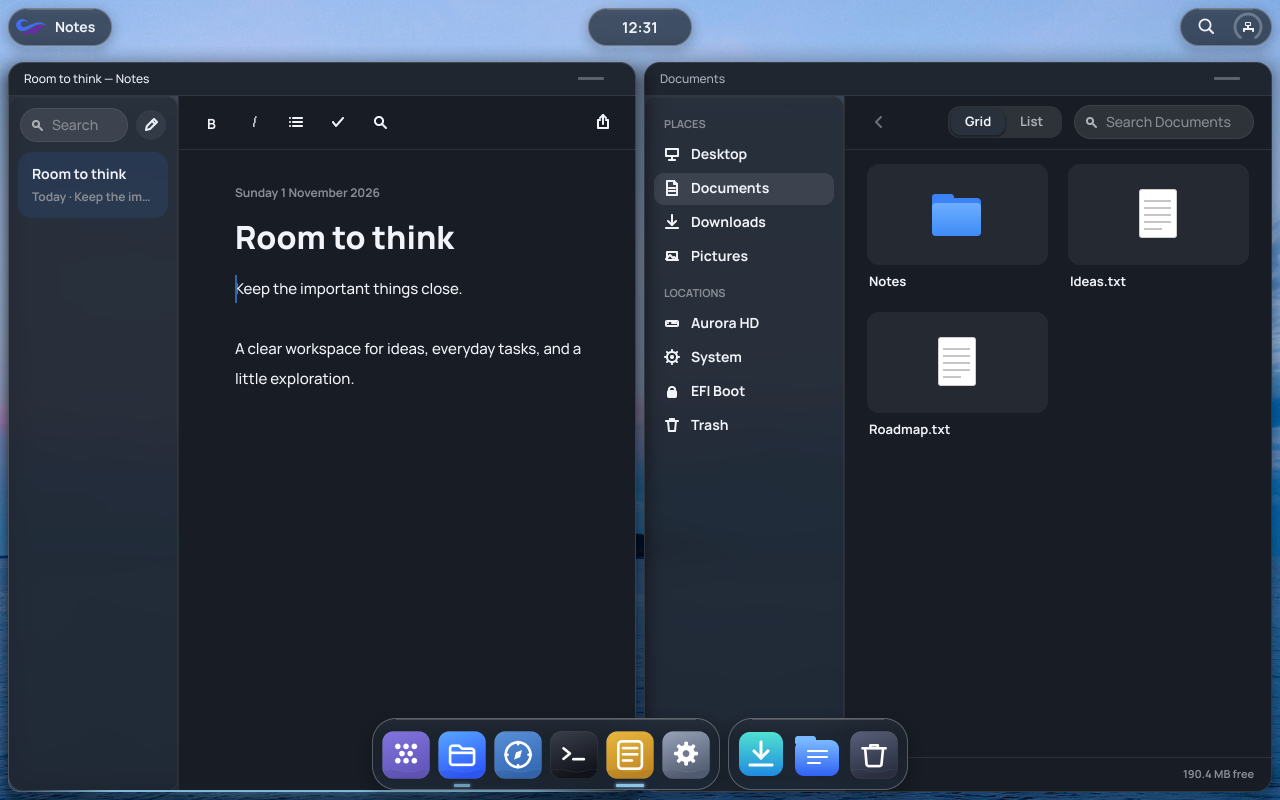 Notes
12:31
Room to think — Notes
Search
Room to think
Today · Keep the im...
B
I
Sunday 1 November 2026
Room to think
Keep the important things close.
A clear workspace for ideas, everyday tasks, and a
little exploration.
Documents
PLACES
Desktop
Documents
Downloads
Pictures
LOCATIONS
Aurora HD
System
EFI Boot
Trash
Grid
List
Search Documents
Notes
Ideas.txt
Roadmap.txt
190.4 MB free